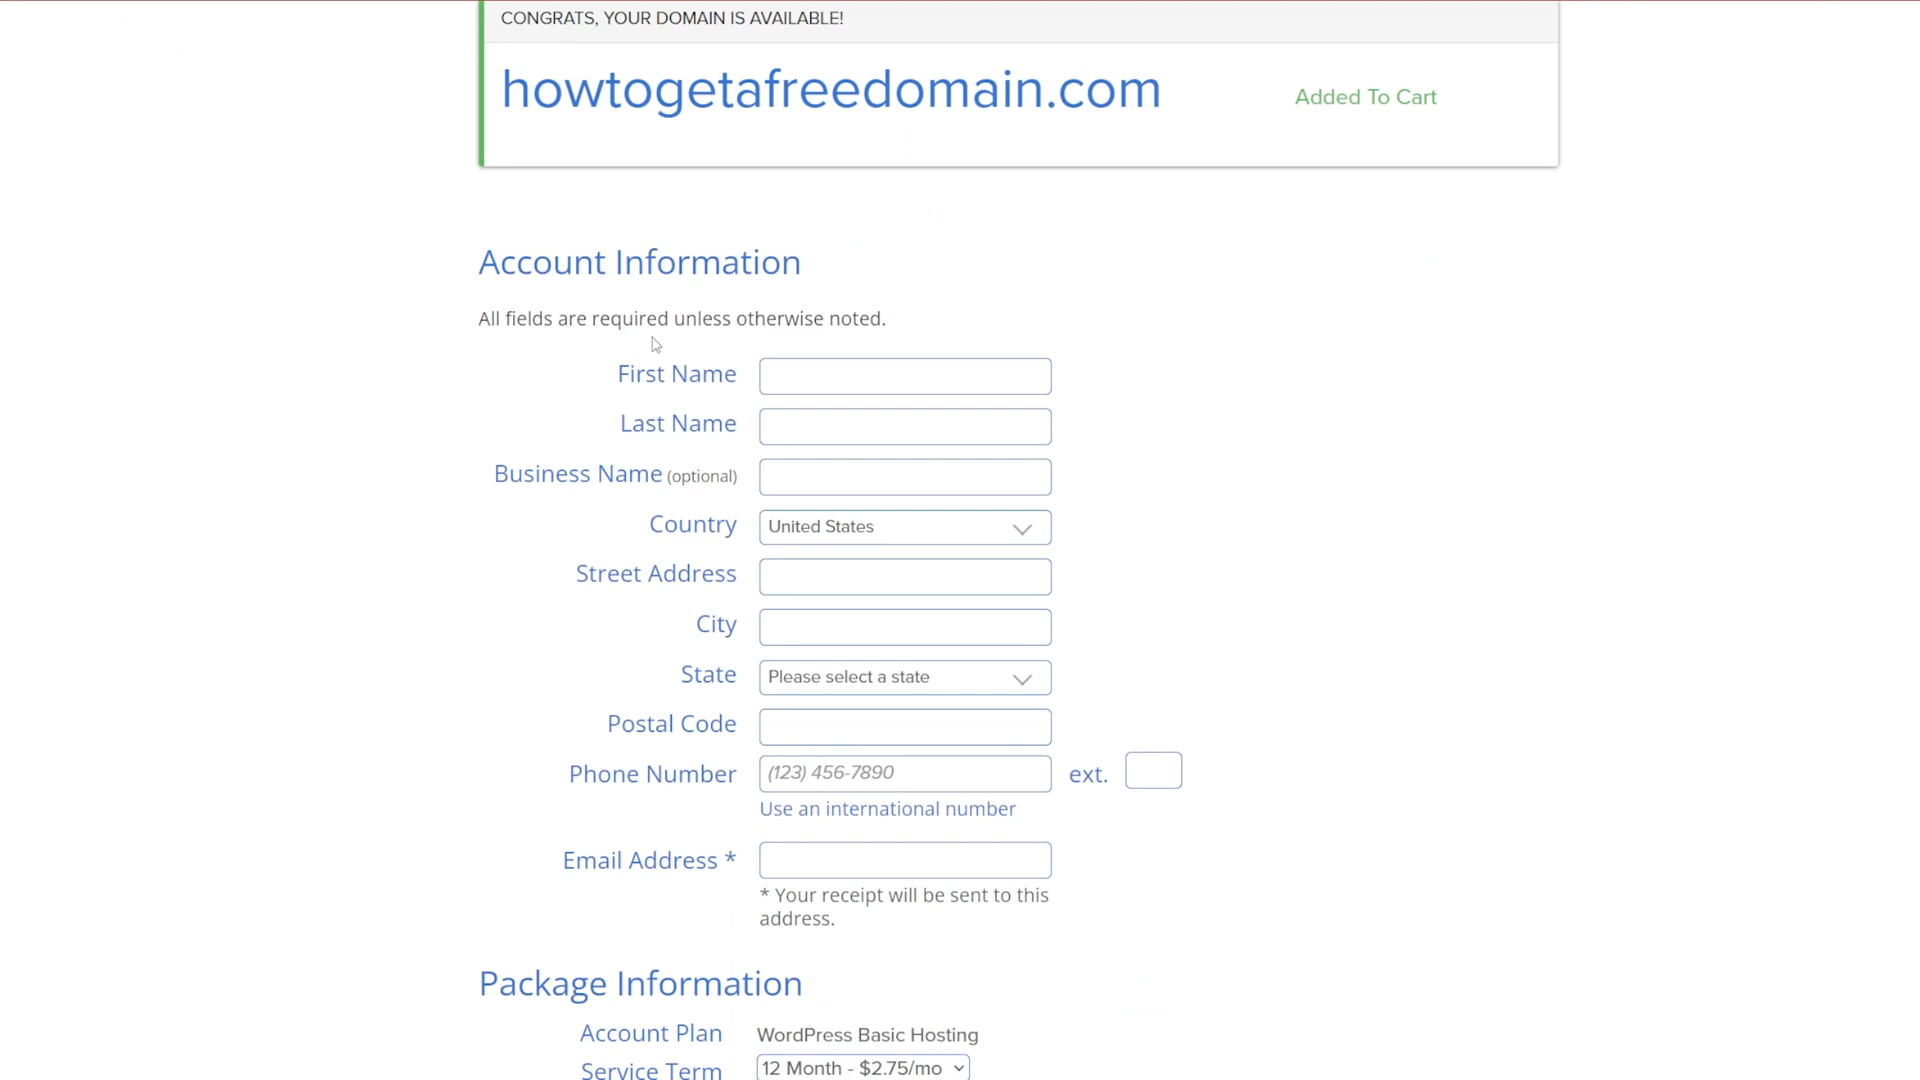 CONGRATS, YOUR DOMAIN IS AVAILABLE!
howtogetafreedomain.com
Added To Cart
Account Information
All fields are required unless otherwise noted.
First Name
Last Name
Business Name (optional)
Country United States
Street Address
City
State Please select a state
Postal Code
Phone Number (123) 456-7890 ext.
Use an international number
Email Address *
* Your receipt will be sent to this
address.
Package Information
Account Plan WordPress Basic Hosting
Service Term 12 Month - $2.75/mo